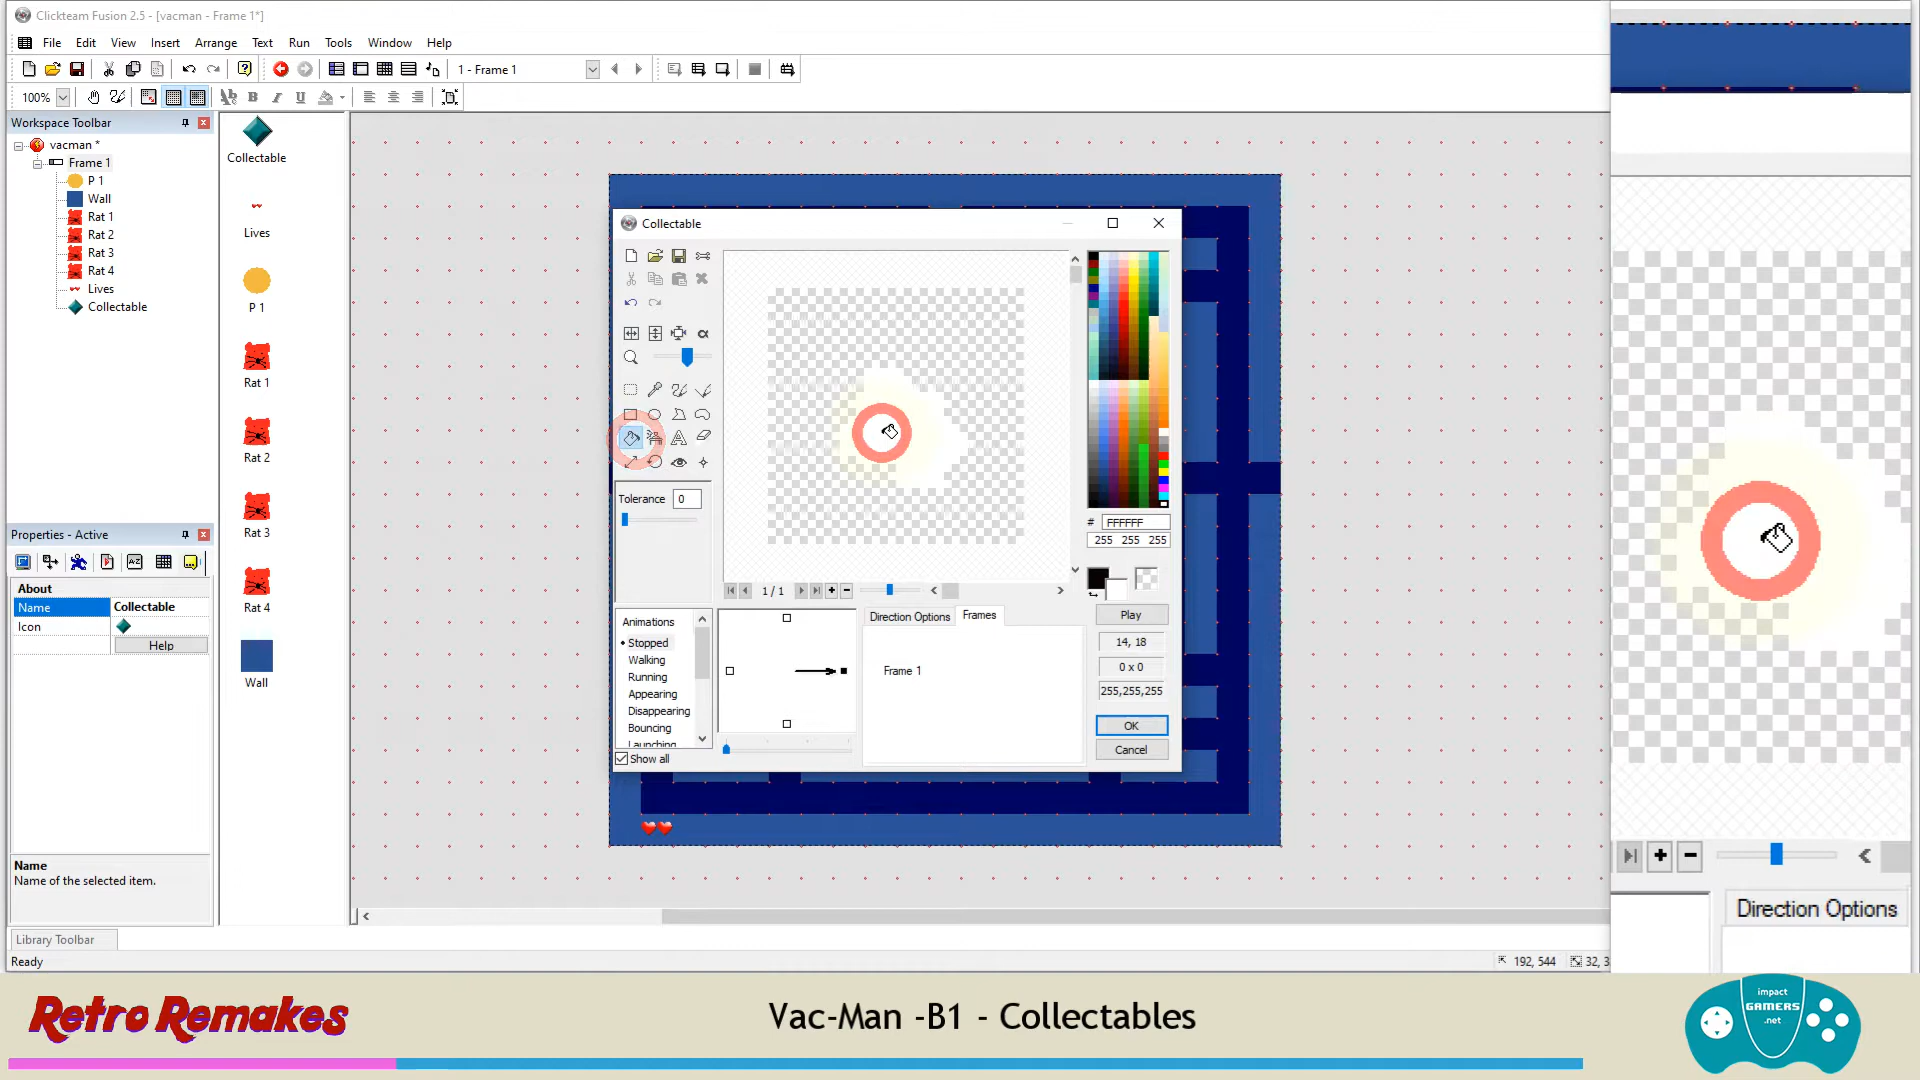 Clickteam Fusion 2.5 - [vacman - Frame 1*]
File Edit View Insert Arrange Text Run Tools Window Help
1 - Frame 1
100%
Workspace Toolbar
vacman *
Frame 1
P 1
Wall
Rat 1
Rat 2
Rat 3
Rat 4
Lives
Collectable
Collectable
Lives
P 1
Rat 1
Rat 2
Rat 3
Rat 4
Wall
Collectable
Tolerance 0
# FFFFFF
255 255 255
1 / 1
Animations
Stopped
Walking
Running
Appearing
Disappearing
Bouncing
Launching
Show all
Direction Options Frames
Frame 1
Play
14, 18
0 x 0
255,255,255
OK
Cancel
Properties - Active
About
Name Collectable
Icon
Help
Name
Name of the selected item.
Library Toolbar
Ready
192, 544
32, 3
Direction Options
Retro Remakes
Vac-Man -B1 - Collectables
impact
GAMERS
.net